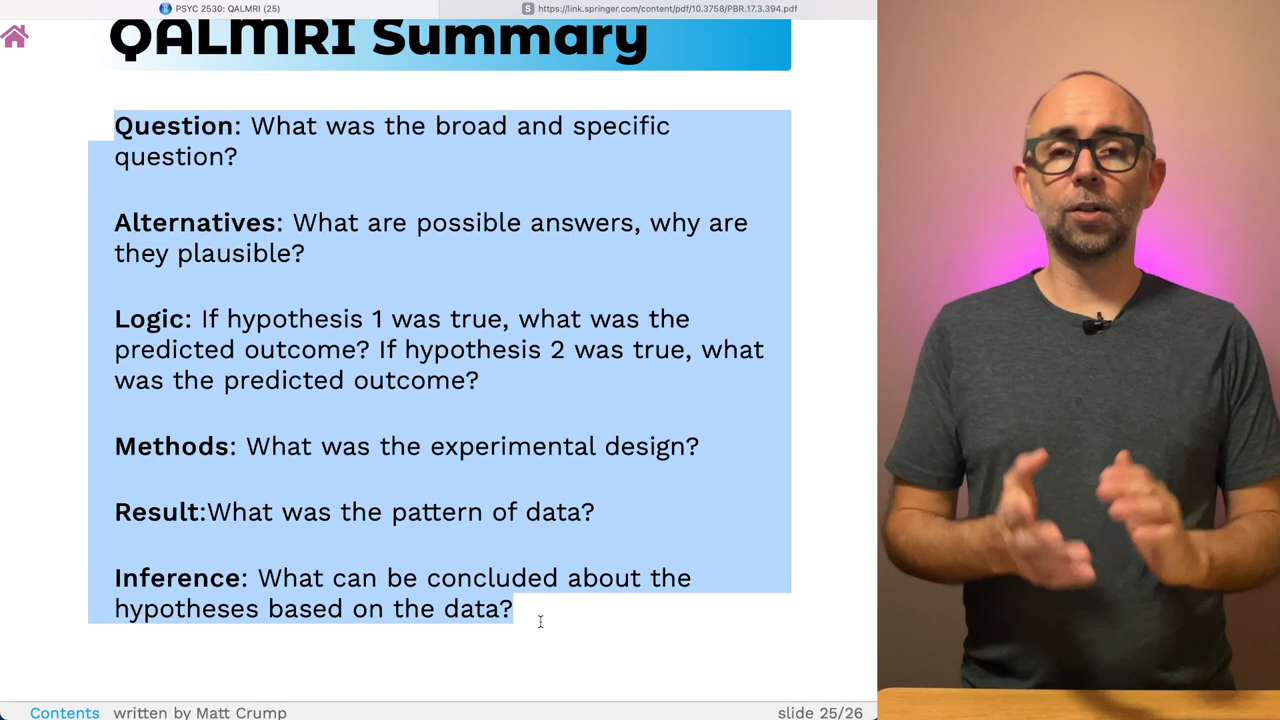 PSYC 2530: QALMRI (25)
S https://link.springer.com/content/pdf/10.3758/PBR.17.3.394.pdf
QALMRI Summary
Question: What was the broad and specific
question?
Alternatives: What are possible answers, why are
they plausible?
Logic: If hypothesis 1 was true, what was the
predicted outcome? If hypothesis 2 was true, what
was the predicted outcome?
Methods: What was the experimental design?
Result:What was the pattern of data?
Inference: What can be concluded about the
hypotheses based on the data?
Contents written by Matt Crump
slide 25/26